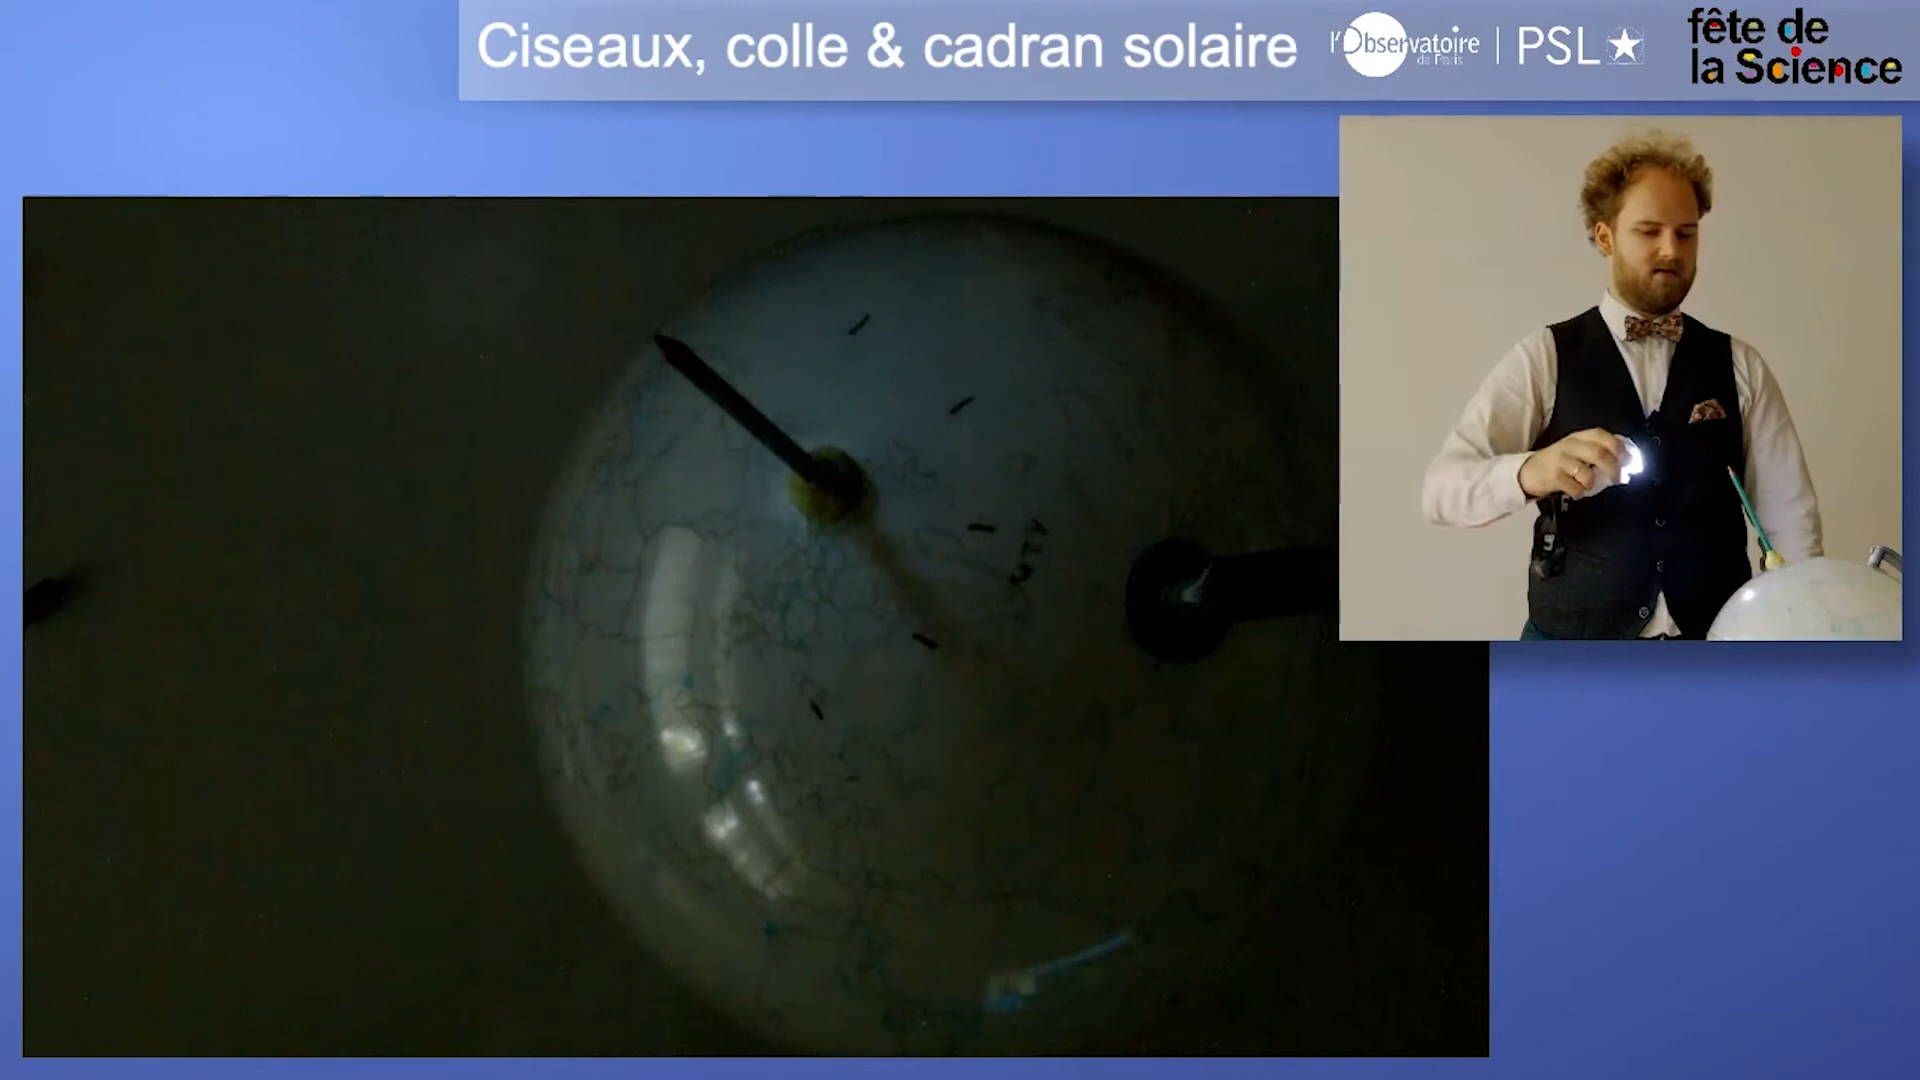 Ciseaux, colle & cadran solaire
l'Observatoire
de Paris
PSL
fête de
la Science